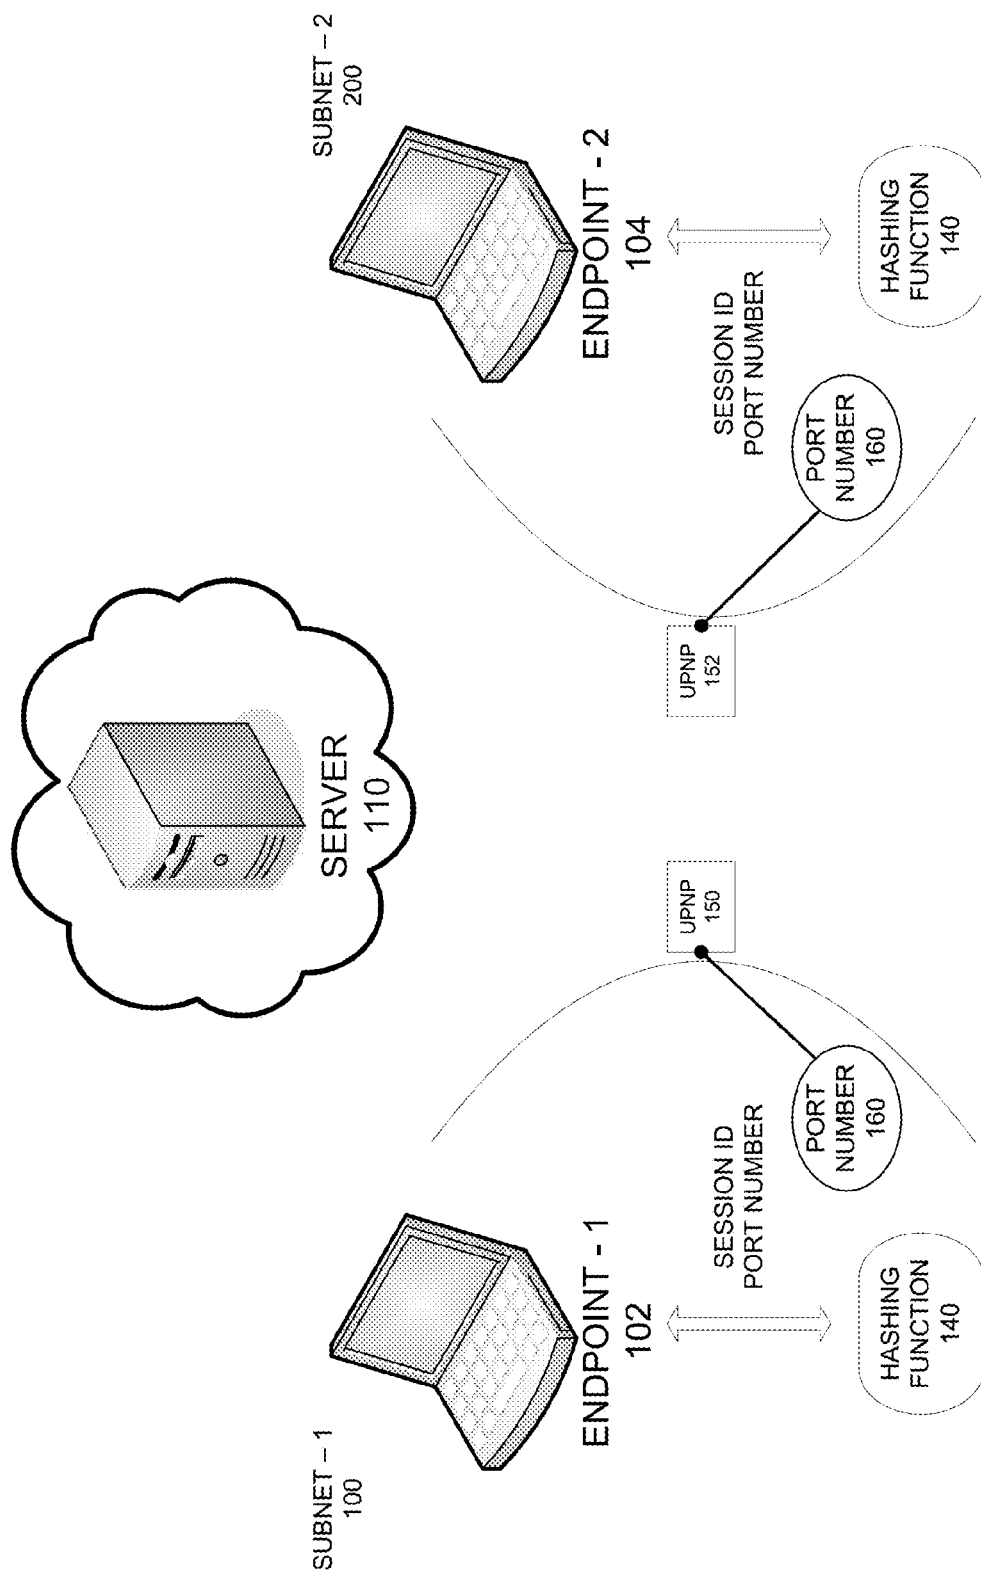 SERVER
110
SUBNET – 1
100
SUBNET – 2
200
ENDPOINT - 1
102
ENDPOINT - 2
104
UPNP
150
UPNP
152
SESSION ID
PORT NUMBER
SESSION ID
PORT NUMBER
PORT
NUMBER
160
PORT
NUMBER
160
HASHING
FUNCTION
140
HASHING
FUNCTION
140